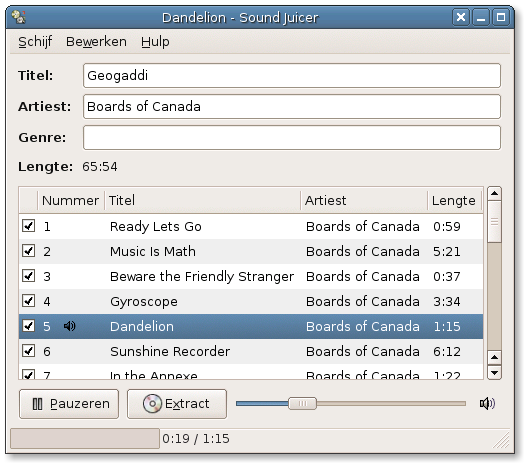 Dandelion - Sound Juicer
Schijf Bewerken Hulp
Titel: Geogaddi
Artiest: Boards of Canada
Genre:
Lengte: 65:54
Nummer Titel Artiest Lengte
1 Ready Lets Go Boards of Canada 0:59
2 Music Is Math Boards of Canada 5:21
3 Beware the Friendly Stranger Boards of Canada 0:37
4 Gyroscope Boards of Canada 3:34
5 Dandelion Boards of Canada 1:15
6 Sunshine Recorder Boards of Canada 6:12
7 In the Annexe Boards of Canada 1:22
Pauzeren Extract
0:19 / 1:15